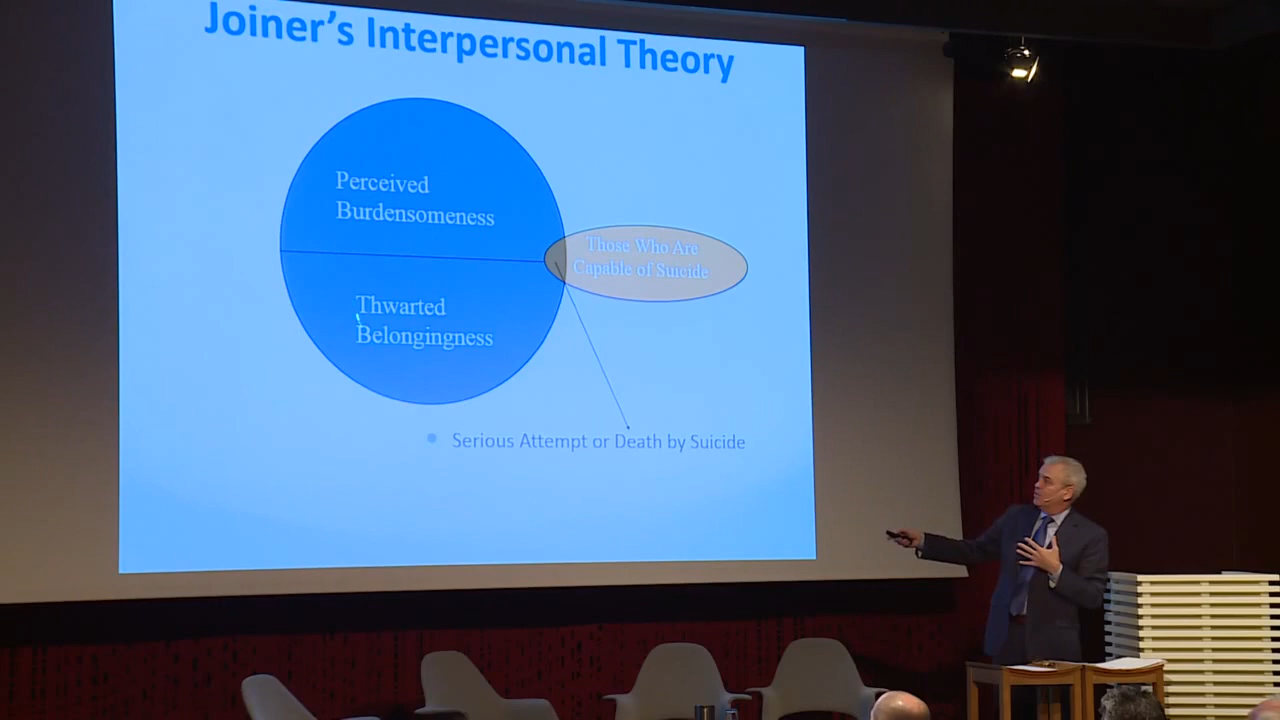 Joiner's Interpersonal Theory
Perceived
Burdensomeness
Those Who Are
Capable of Suicide
Thwarted
Belongingness
Serious Attempt or Death by Suicide